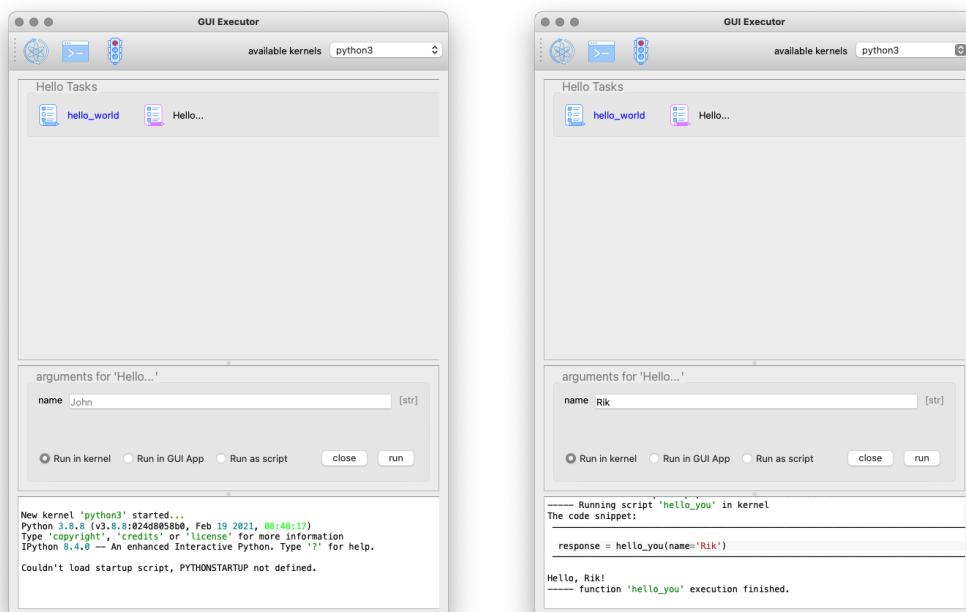 GUI Executor
available kernels python3
Hello Tasks
hello_world Hello...
arguments for 'Hello...'
name John [str]
Run in kernel Run in GUI App Run as script close run
New kernel 'python3' started...
Python 3.8.8 (v3.8.8:024d8058b0, Feb 19 2021, 08:48:17)
Type 'copyright', 'credits' or 'license' for more information
IPython 8.4.0 —— An enhanced Interactive Python. Type '?' for help.
Couldn't load startup script, PYTHONSTARTUP not defined.
GUI Executor
available kernels python3
Hello Tasks
hello_world Hello...
arguments for 'Hello...'
name Rik [str]
Run in kernel Run in GUI App Run as script close run
----- Running script 'hello_you' in kernel
The code snippet:
response = hello_you(name='Rik')
Hello, Rik!
----- function 'hello_you' execution finished.